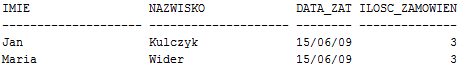 IMIE NAZWISKO DATA_ZAT ILOSC_ZAMOWIEN
-------------------- -------------------- -------- --------------
Jan Kulczyk 15/06/09 3
Maria Wider 15/06/09 3